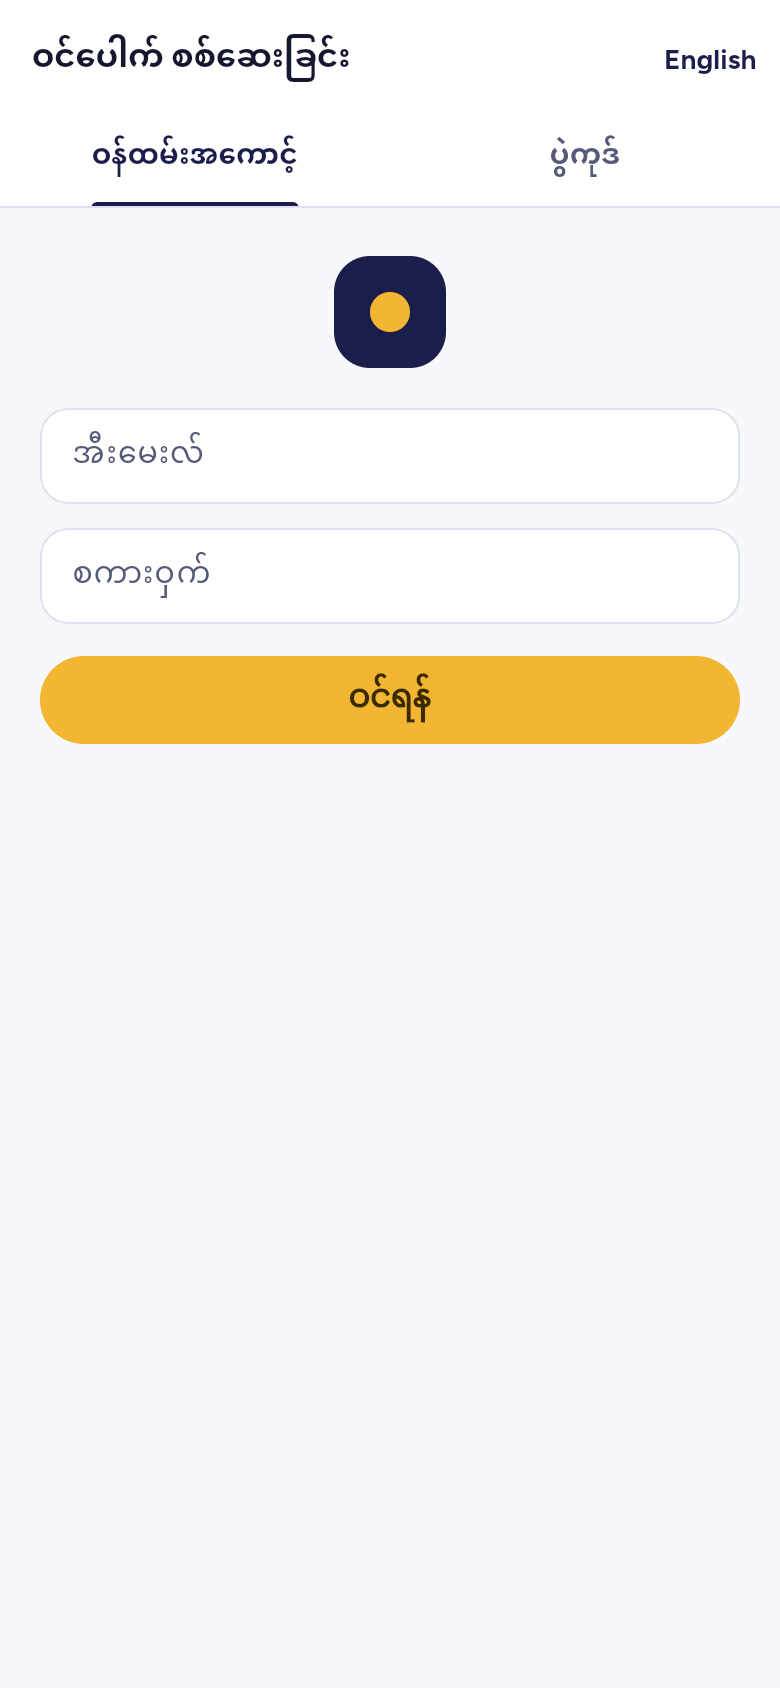 ဝင်ပေါက် စစ်ဆေးခြင်း
English
ဝန်ထမ်းအကောင့်
ပွဲကုဒ်
အီးမေးလ်
စကားဝှက်
ဝင်ရန်